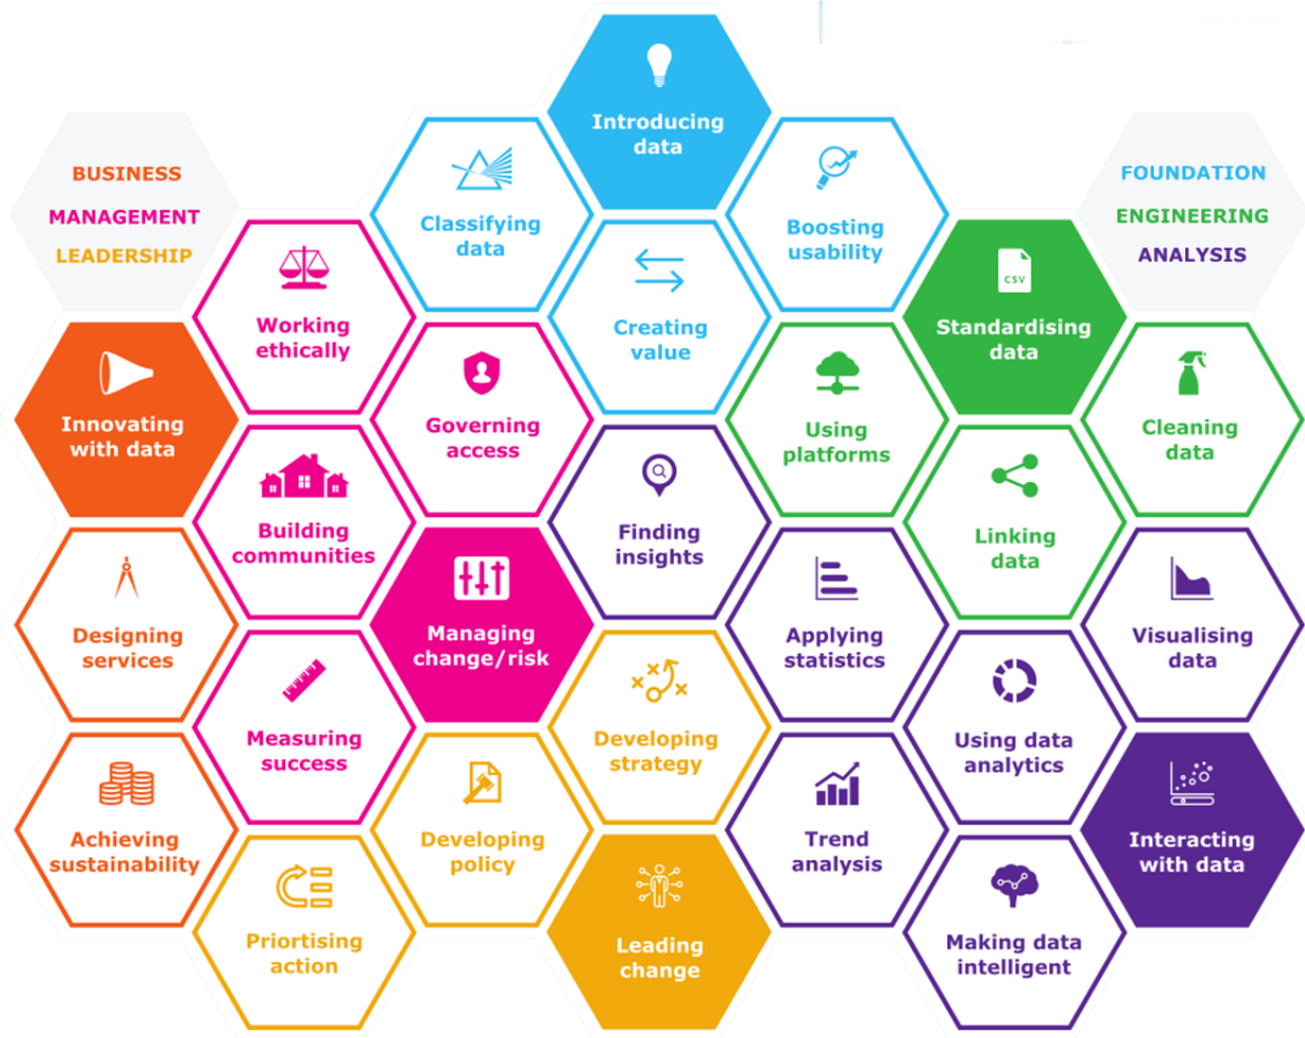 Introducing
data
BUSINESS
MANAGEMENT
LEADERSHIP
Classifying
data
Boosting
usability
FOUNDATION
ENGINEERING
ANALYSIS
Working
ethically
Creating
value
CSV
Standardising
data
Innovating
with data
Governing
access
Using
platforms
Cleaning
data
Building
communities
Finding
insights
Linking
data
Designing
services
Managing
change/risk
Applying
statistics
Visualising
data
Measuring
success
Developing
strategy
Using data
analytics
Achieving
sustainability
Developing
policy
Trend
analysis
Interacting
with data
Priortising
action
Leading
change
Making data
intelligent